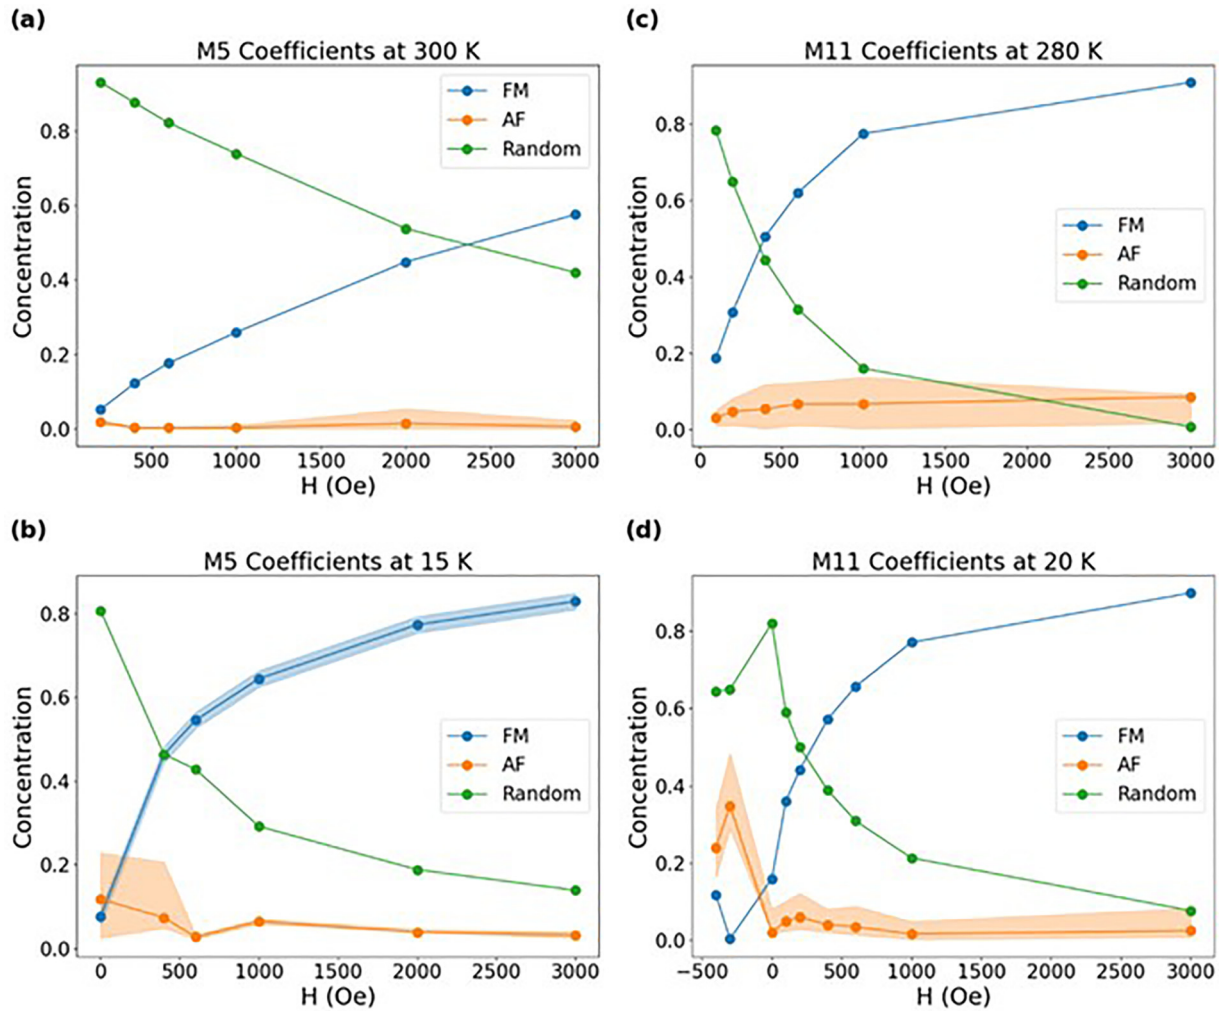 (a)
M5 Coefficients at 300 K
Concentration
0.8
0.6
0.4
0.2
0.0
FM
AF
Random
500 1000 1500 2000 2500 3000
H (Oe)
(c)
M11 Coefficients at 280 K
Concentration
0.8
0.6
0.4
0.2
0.0
FM
AF
Random
0 500 1000 1500 2000 2500 3000
H (Oe)
(b)
M5 Coefficients at 15 K
Concentration
0.8
0.6
0.4
0.2
0.0
FM
AF
Random
0 500 1000 1500 2000 2500 3000
H (Oe)
(d)
M11 Coefficients at 20 K
Concentration
0.8
0.6
0.4
0.2
0.0
FM
AF
Random
−500 0 500 1000 1500 2000 2500 3000
H (Oe)